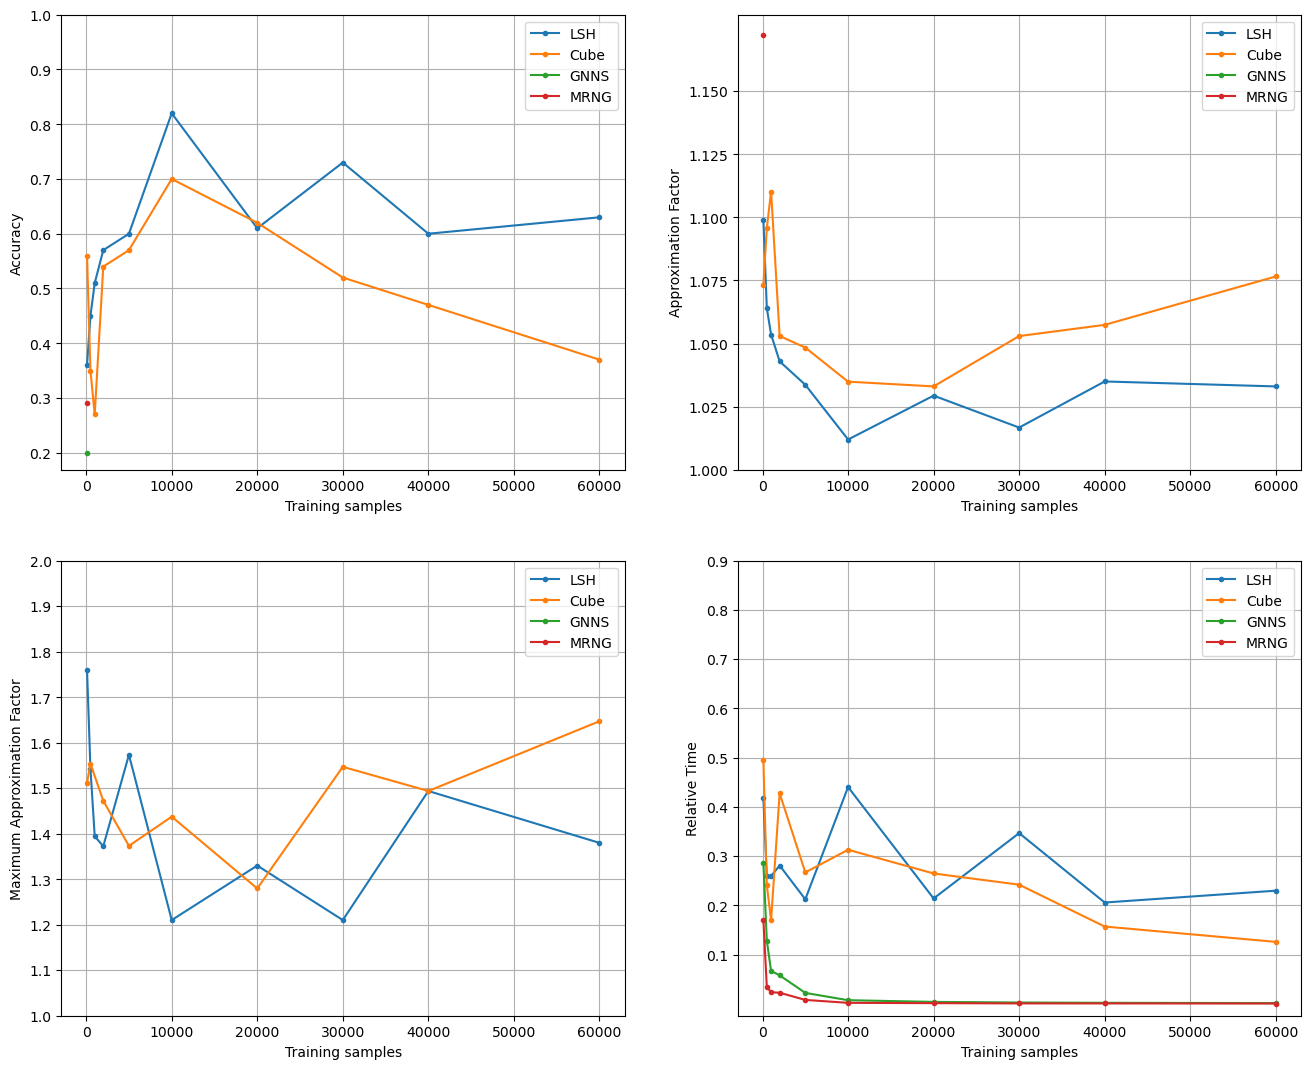 1.0
0.9
0.8
0.7
0.6
0.5
0.4
0.3
0.2
Accuracy
LSH
Cube
GNNS
MRNG
0 10000 20000 30000 40000 50000 60000
Training samples
1.150
1.125
1.100
1.075
1.050
1.025
1.000
Approximation Factor
LSH
Cube
GNNS
MRNG
0 10000 20000 30000 40000 50000 60000
Training samples
2.0
1.9
1.8
1.7
1.6
1.5
1.4
1.3
1.2
1.1
1.0
Maximum Approximation Factor
LSH
Cube
GNNS
MRNG
0 10000 20000 30000 40000 50000 60000
Training samples
0.9
0.8
0.7
0.6
0.5
0.4
0.3
0.2
0.1
Relative Time
LSH
Cube
GNNS
MRNG
0 10000 20000 30000 40000 50000 60000
Training samples